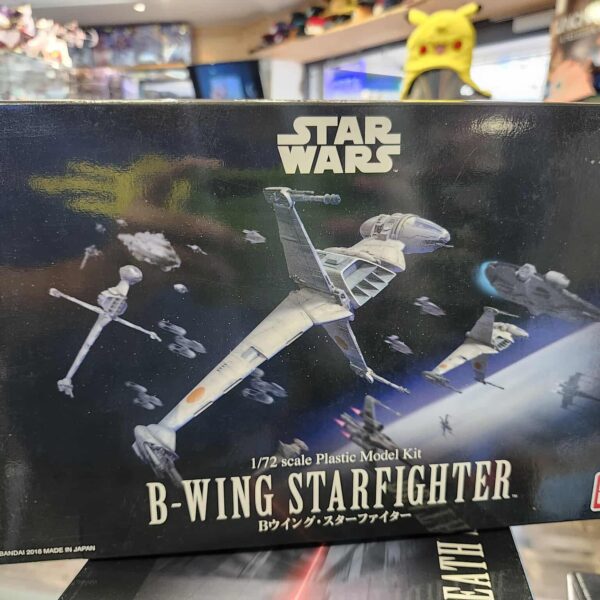 STAR
WARS
1/72 scale Plastic Model Kit
B-WING STARFIGHTER™
Bウイング・スターファイター
BANDAI 2018 MADE IN JAPAN